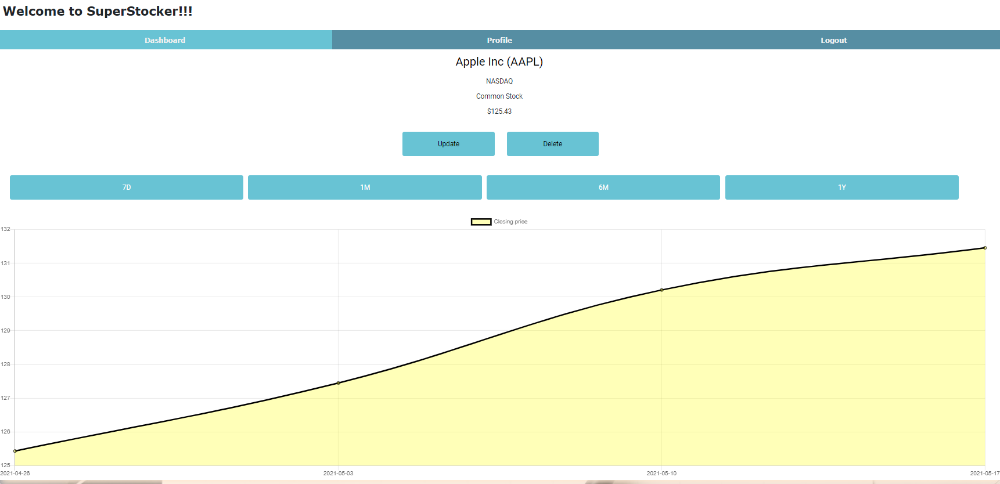 Welcome to SuperStocker!!!
Dashboard Profile Logout
Apple Inc (AAPL)
NASDAQ
Common Stock
$125.43
Update Delete
7D 1M 6M 1Y
Closing price
132
131
130
129
128
127
126
125
2021-04-26 2021-05-03 2021-05-10 2021-05-17